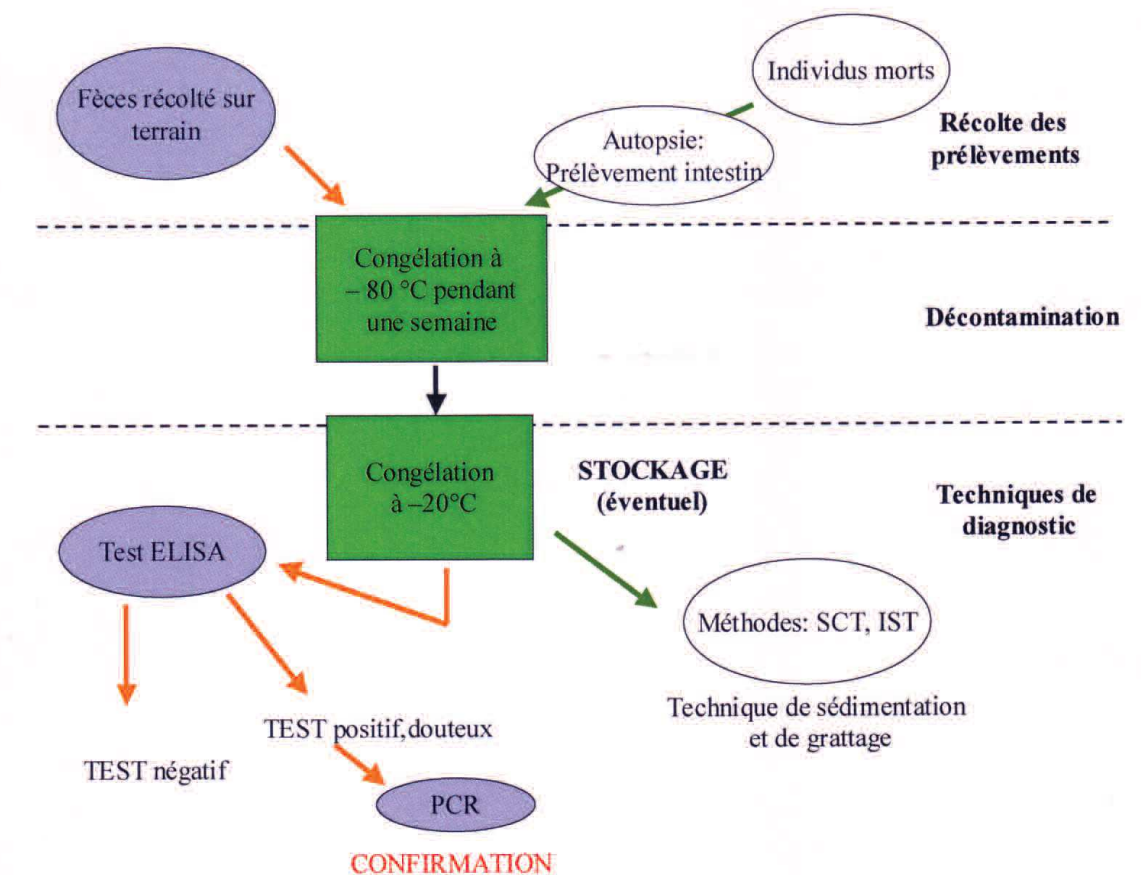 Fèces récolté sur
terrain
Individus morts
Autopsie:
Prélèvement intestin
Récolte des
prélèvements
Congélation à
– 80 °C pendant
une semaine
Décontamination
Congélation
à –20°C
STOCKAGE
(éventuel)
Techniques de
diagnostic
Test ELISA
Méthodes: SCT, IST
Technique de sédimentation
et de grattage
TEST positif,douteux
TEST négatif
PCR
CONFIRMATION